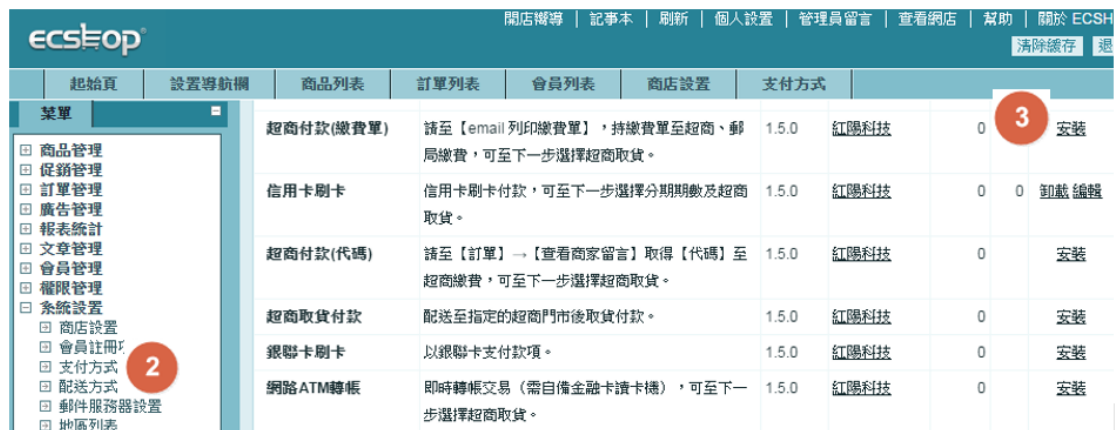 開店嚮導 | 記事本 | 刷新 | 個人設置 | 管理員留言 | 查看網店 | 幫助 | 關於 ECSH
ecshop
清除緩存 退
起始頁 設置導航欄 商品列表 訂單列表 會員列表 商店設置 支付方式
菜單
商品管理
促銷管理
訂單管理
廣告管理
報表統計
文章管理
會員管理
權限管理
系統設置
商店設置
會員註冊項
支付方式
2
配送方式
郵件服務器設置
地區列表
3
超商付款(繳費單) 請至【email 列印繳費單】,持繳費單至超商、郵 1.5.0 紅陽科技 0 安裝
局繳費,可至下一步選擇超商取貨。
信用卡刷卡 信用卡刷卡付款,可至下一步選擇分期期數及超商 1.5.0 紅陽科技 0 0 卸載 編輯
取貨。
超商付款(代碼) 請至【訂單】→【查看商家留言】取得【代碼】至 1.5.0 紅陽科技 0 安裝
超商繳費,可至下一步選擇超商取貨。
超商取貨付款 配送至指定的超商門市後取貨付款。 1.5.0 紅陽科技 0 安裝
銀聯卡刷卡 以銀聯卡支付款項。 1.5.0 紅陽科技 0 安裝
網路ATM轉帳 即時轉帳交易(需自備金融卡讀卡機),可至下一 1.5.0 紅陽科技 0 安裝
步選擇超商取貨。